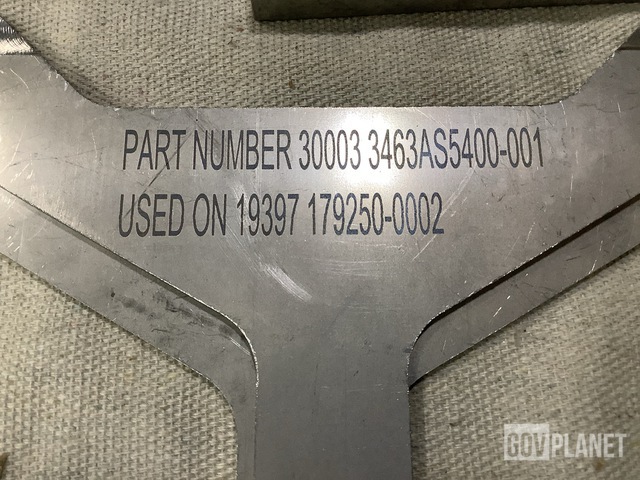 PART NUMBER 30003 3463AS5400-001
USED ON 19397 179250-0002
GOVPLANET